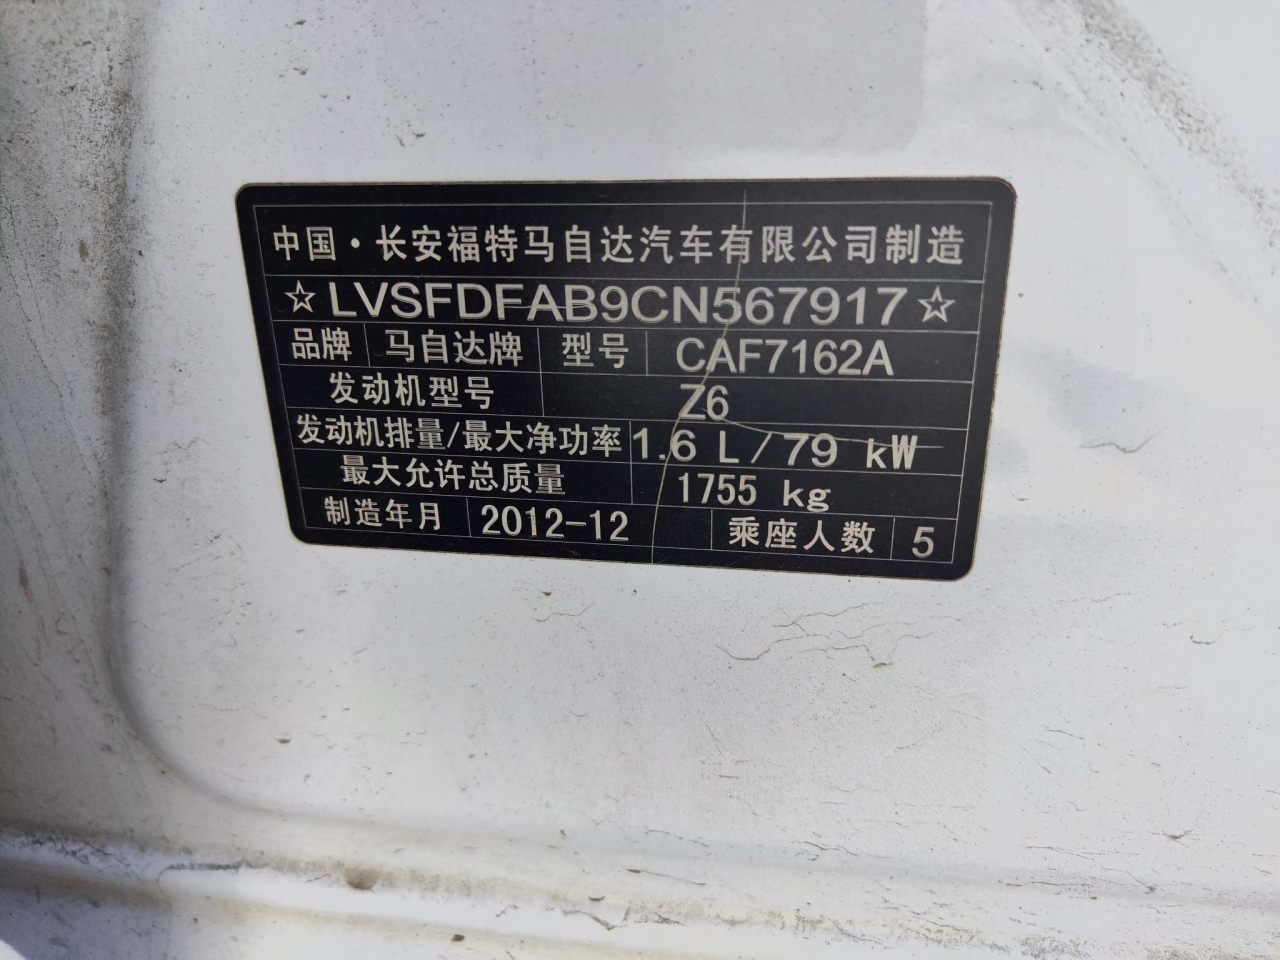 中国·长安福特马自达汽车有限公司制造
☆LVSFDFAB9CN567917☆
品牌 马自达牌 型号 CAF7162A
发动机型号 Z6
发动机排量/最大净功率 1.6 L/79 kW
最大允许总质量 1755 kg
制造年月 2012-12 乘座人数 5